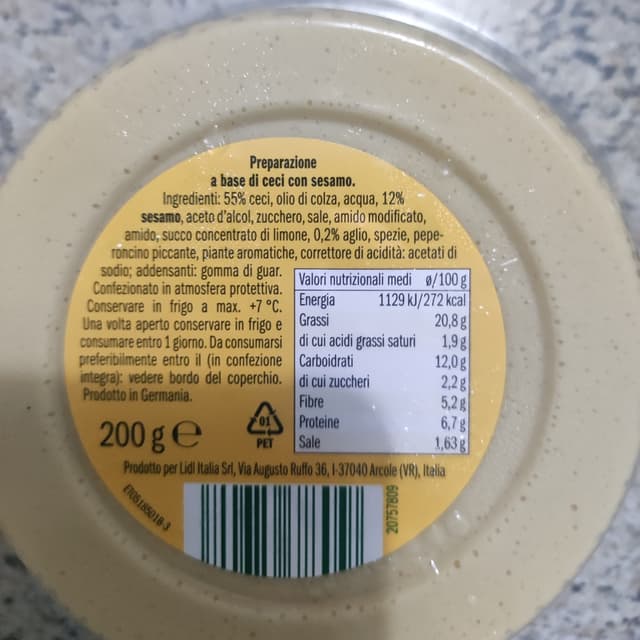 Preparazione
a base di ceci con sesamo.
Ingredienti: 55% ceci, olio di colza, acqua, 12%
sesamo, aceto d'alcol, zucchero, sale, amido modificato,
amido, succo concentrato di limone, 0,2% aglio, spezie, pepe-
roncino piccante, piante aromatiche, correttore di acidità: acetati di
sodio; addensanti: gomma di guar.
Confezionato in atmosfera protettiva.
Conservare in frigo a max. +7 °C.
Una volta aperto conservare in frigo e
consumare entro 1 giorno. Da consumarsi
preferibilmente entro il (in confezione
integra): vedere bordo del coperchio.
Prodotto in Germania.
Valori nutrizionali medi ø/100 g
Energia 1129 kJ/272 kcal
Grassi 20,8 g
di cui acidi grassi saturi 1,9 g
Carboidrati 12,0 g
di cui zuccheri 2,2 g
Fibre 5,2 g
Proteine 6,7 g
Sale 1,63 g
200 g e
01
PET
Prodotto per Lidl Italia Srl, Via Augusto Ruffo 36, I-37040 Arcole (VR), Italia
20757809